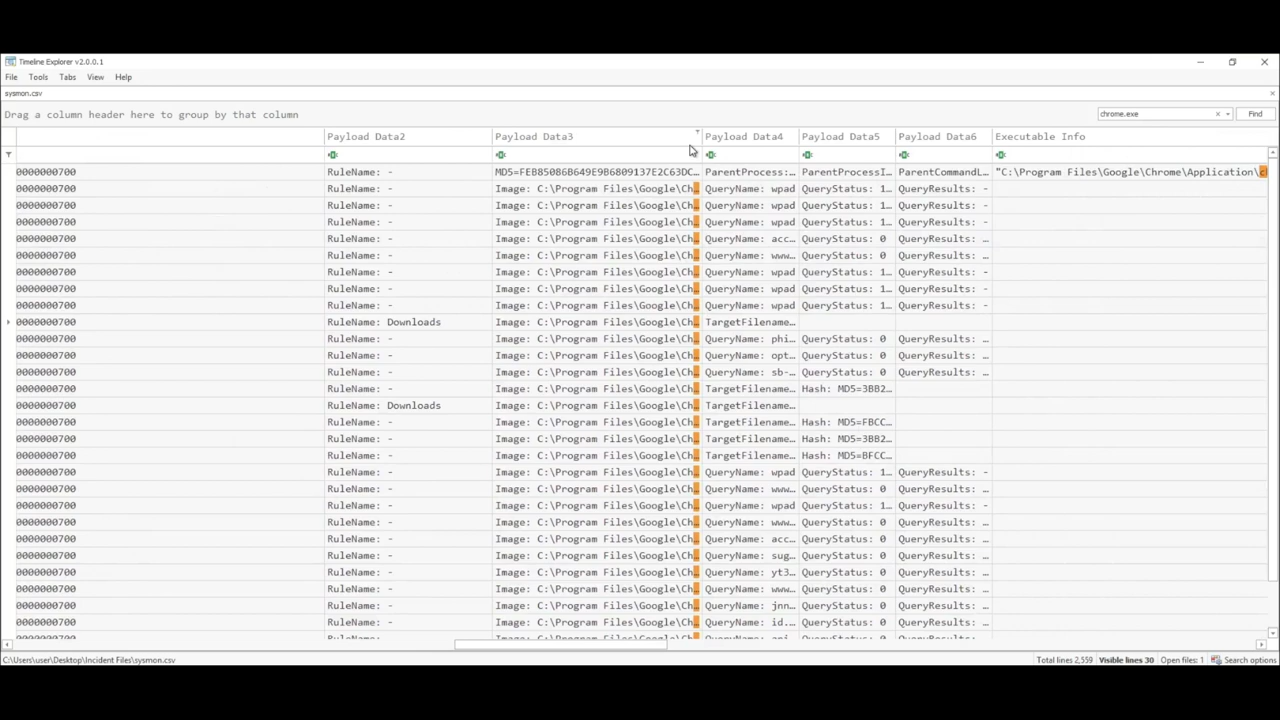 Timeline Explorer v2.0.0.1
File Tools Tabs View Help
sysmon.csv
Drag a column header here to group by that column
chrome.exe
Find
Payload Data2 Payload Data3 Payload Data4 Payload Data5 Payload Data6 Executable Info
0000000700 RuleName: - MD5=FEB85086B649E9B6809137E2C63DC… ParentProcess:… ParentProcessI… ParentCommandL… "C:\Program Files\Google\Chrome\Application\c
0000000700 RuleName: - Image: C:\Program Files\Google\Ch… QueryName: wpad QueryStatus: 1… QueryResults: -
0000000700 RuleName: - Image: C:\Program Files\Google\Ch… QueryName: wpad QueryStatus: 1… QueryResults: -
0000000700 RuleName: - Image: C:\Program Files\Google\Ch… QueryName: wpad QueryStatus: 1… QueryResults: -
0000000700 RuleName: - Image: C:\Program Files\Google\Ch… QueryName: acc… QueryStatus: 0 QueryResults: …
0000000700 RuleName: - Image: C:\Program Files\Google\Ch… QueryName: www… QueryStatus: 0 QueryResults: …
0000000700 RuleName: - Image: C:\Program Files\Google\Ch… QueryName: wpad QueryStatus: 1… QueryResults: -
0000000700 RuleName: - Image: C:\Program Files\Google\Ch… QueryName: wpad QueryStatus: 1… QueryResults: -
0000000700 RuleName: - Image: C:\Program Files\Google\Ch… QueryName: wpad QueryStatus: 1… QueryResults: -
0000000700 RuleName: Downloads Image: C:\Program Files\Google\Ch… TargetFilename…
0000000700 RuleName: - Image: C:\Program Files\Google\Ch… QueryName: phi… QueryStatus: 0 QueryResults: …
0000000700 RuleName: - Image: C:\Program Files\Google\Ch… QueryName: opt… QueryStatus: 0 QueryResults: …
0000000700 RuleName: - Image: C:\Program Files\Google\Ch… QueryName: sb-… QueryStatus: 0 QueryResults: …
0000000700 RuleName: - Image: C:\Program Files\Google\Ch… TargetFilename… Hash: MD5=3BB2…
0000000700 RuleName: Downloads Image: C:\Program Files\Google\Ch… TargetFilename…
0000000700 RuleName: - Image: C:\Program Files\Google\Ch… TargetFilename… Hash: MD5=FBCC…
0000000700 RuleName: - Image: C:\Program Files\Google\Ch… TargetFilename… Hash: MD5=3BB2…
0000000700 RuleName: - Image: C:\Program Files\Google\Ch… TargetFilename… Hash: MD5=BFCC…
0000000700 RuleName: - Image: C:\Program Files\Google\Ch… QueryName: wpad QueryStatus: 1… QueryResults: -
0000000700 RuleName: - Image: C:\Program Files\Google\Ch… QueryName: www… QueryStatus: 0 QueryResults: …
0000000700 RuleName: - Image: C:\Program Files\Google\Ch… QueryName: wpad QueryStatus: 1… QueryResults: -
0000000700 RuleName: - Image: C:\Program Files\Google\Ch… QueryName: www… QueryStatus: 0 QueryResults: …
0000000700 RuleName: - Image: C:\Program Files\Google\Ch… QueryName: acc… QueryStatus: 0 QueryResults: …
0000000700 RuleName: - Image: C:\Program Files\Google\Ch… QueryName: sug… QueryStatus: 0 QueryResults: …
0000000700 RuleName: - Image: C:\Program Files\Google\Ch… QueryName: yt3… QueryStatus: 0 QueryResults: …
0000000700 RuleName: - Image: C:\Program Files\Google\Ch… QueryName: www… QueryStatus: 0 QueryResults: …
0000000700 RuleName: - Image: C:\Program Files\Google\Ch… QueryName: jnn… QueryStatus: 0 QueryResults: …
0000000700 RuleName: - Image: C:\Program Files\Google\Ch… QueryName: id.… QueryStatus: 0 QueryResults: …
C:\Users\user\Desktop\Incident Files\sysmon.csv Total lines 2,559 Visible lines 30 Open files: 1 Search options